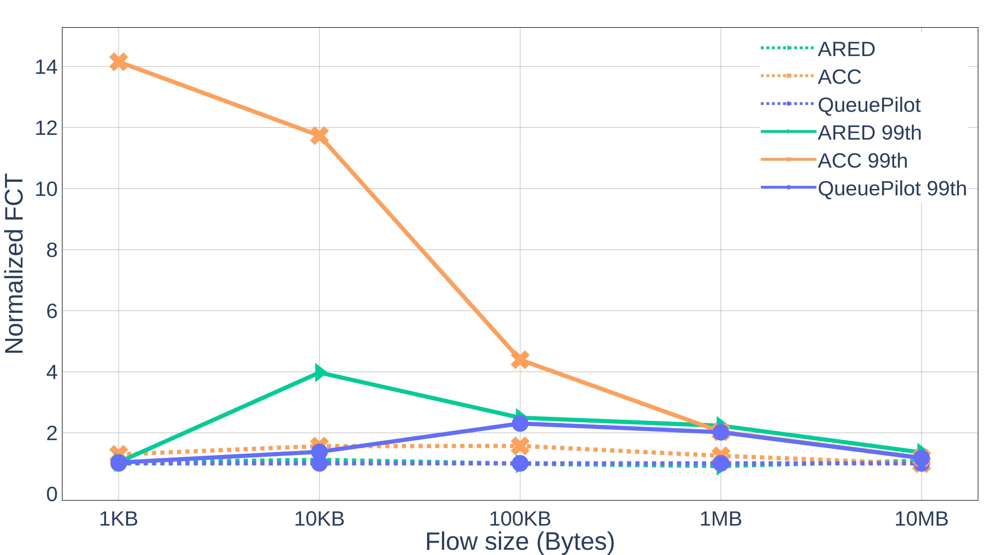 ARED
ACC
QueuePilot
ARED 99th
ACC 99th
QueuePilot 99th
Normalized FCT
14
12
10
8
6
4
2
0
1KB 10KB 100KB 1MB 10MB
Flow size (Bytes)